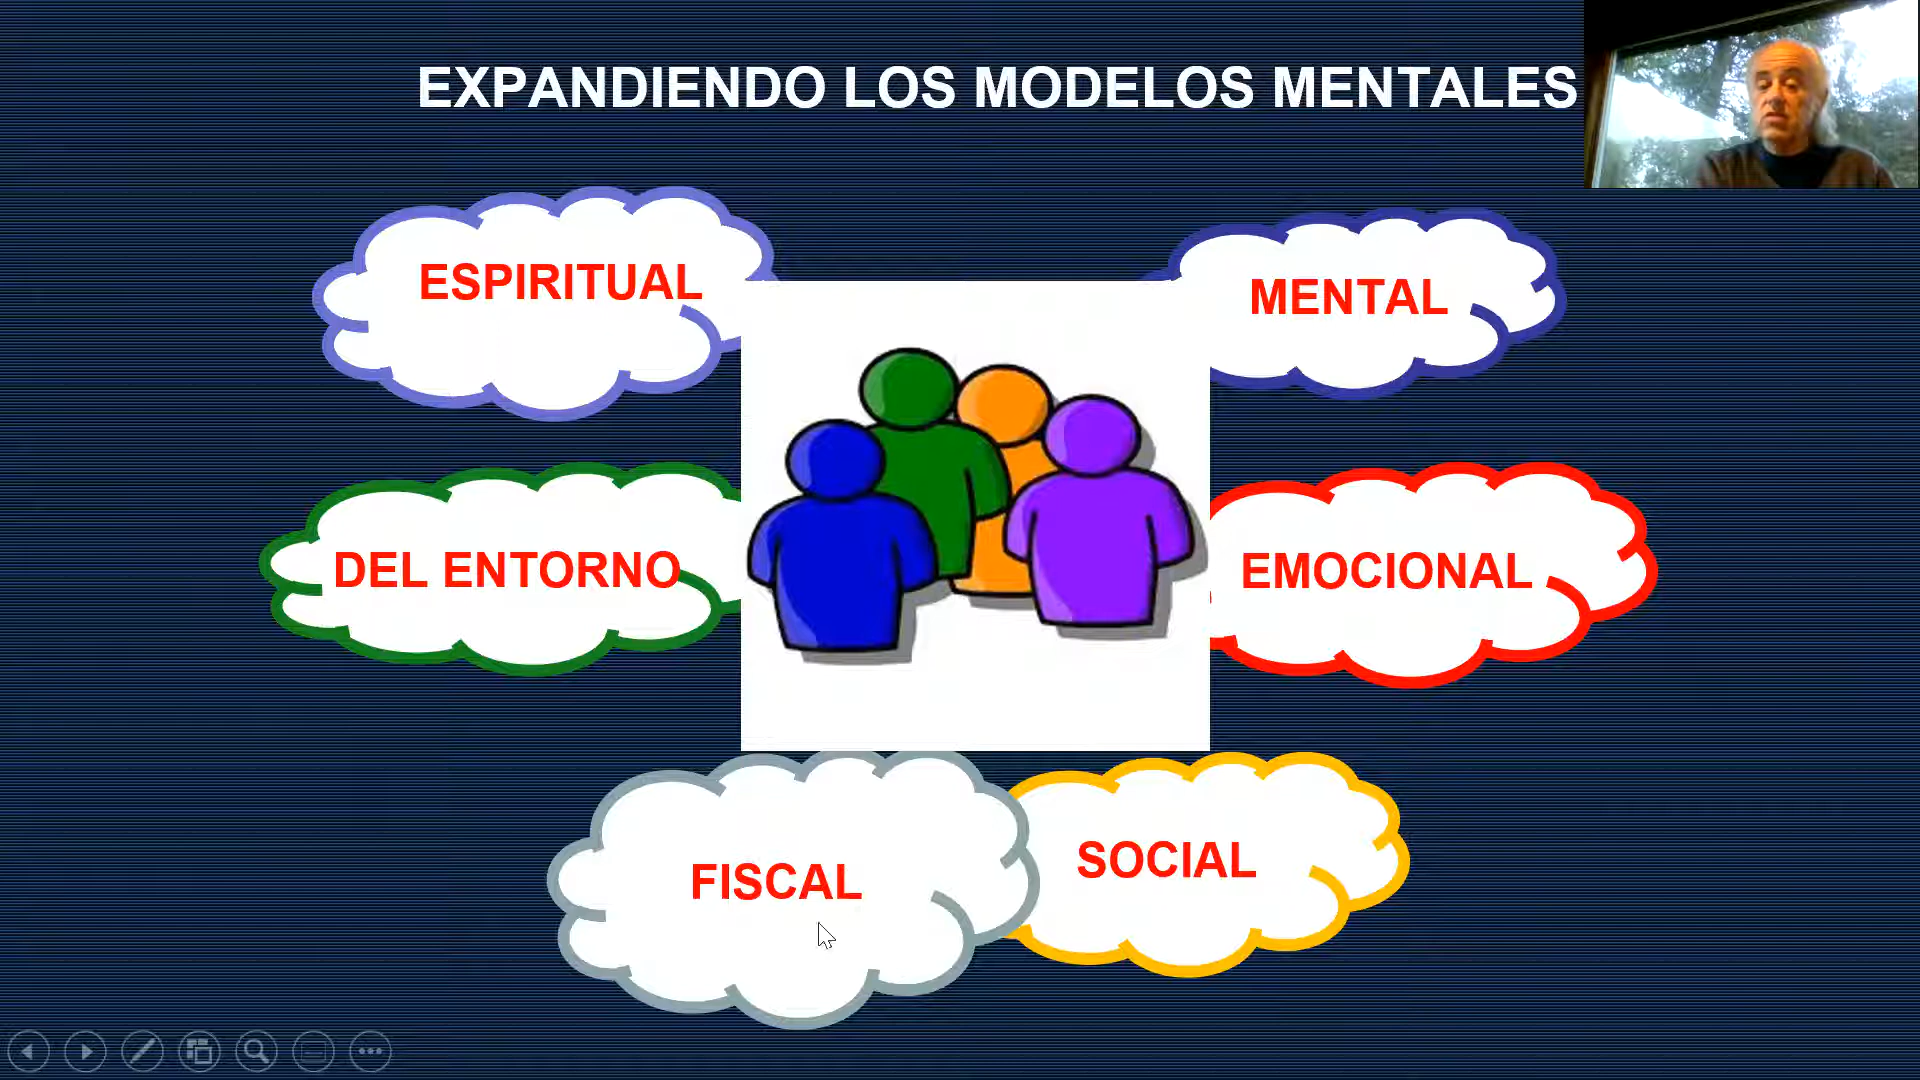 EXPANDIENDO LOS MODELOS MENTALES
ESPIRITUAL
MENTAL
DEL ENTORNO
EMOCIONAL
FISCAL
SOCIAL